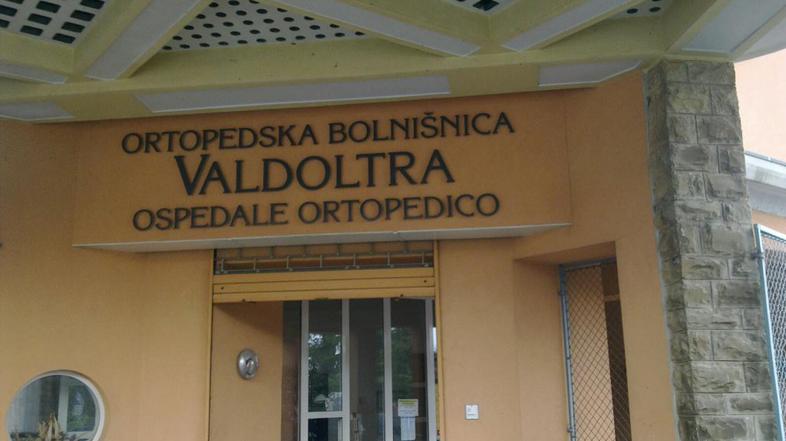 ORTOPEDSKA BOLNIŠNICA
VALDOLTRA
OSPEDALE ORTOPEDICO